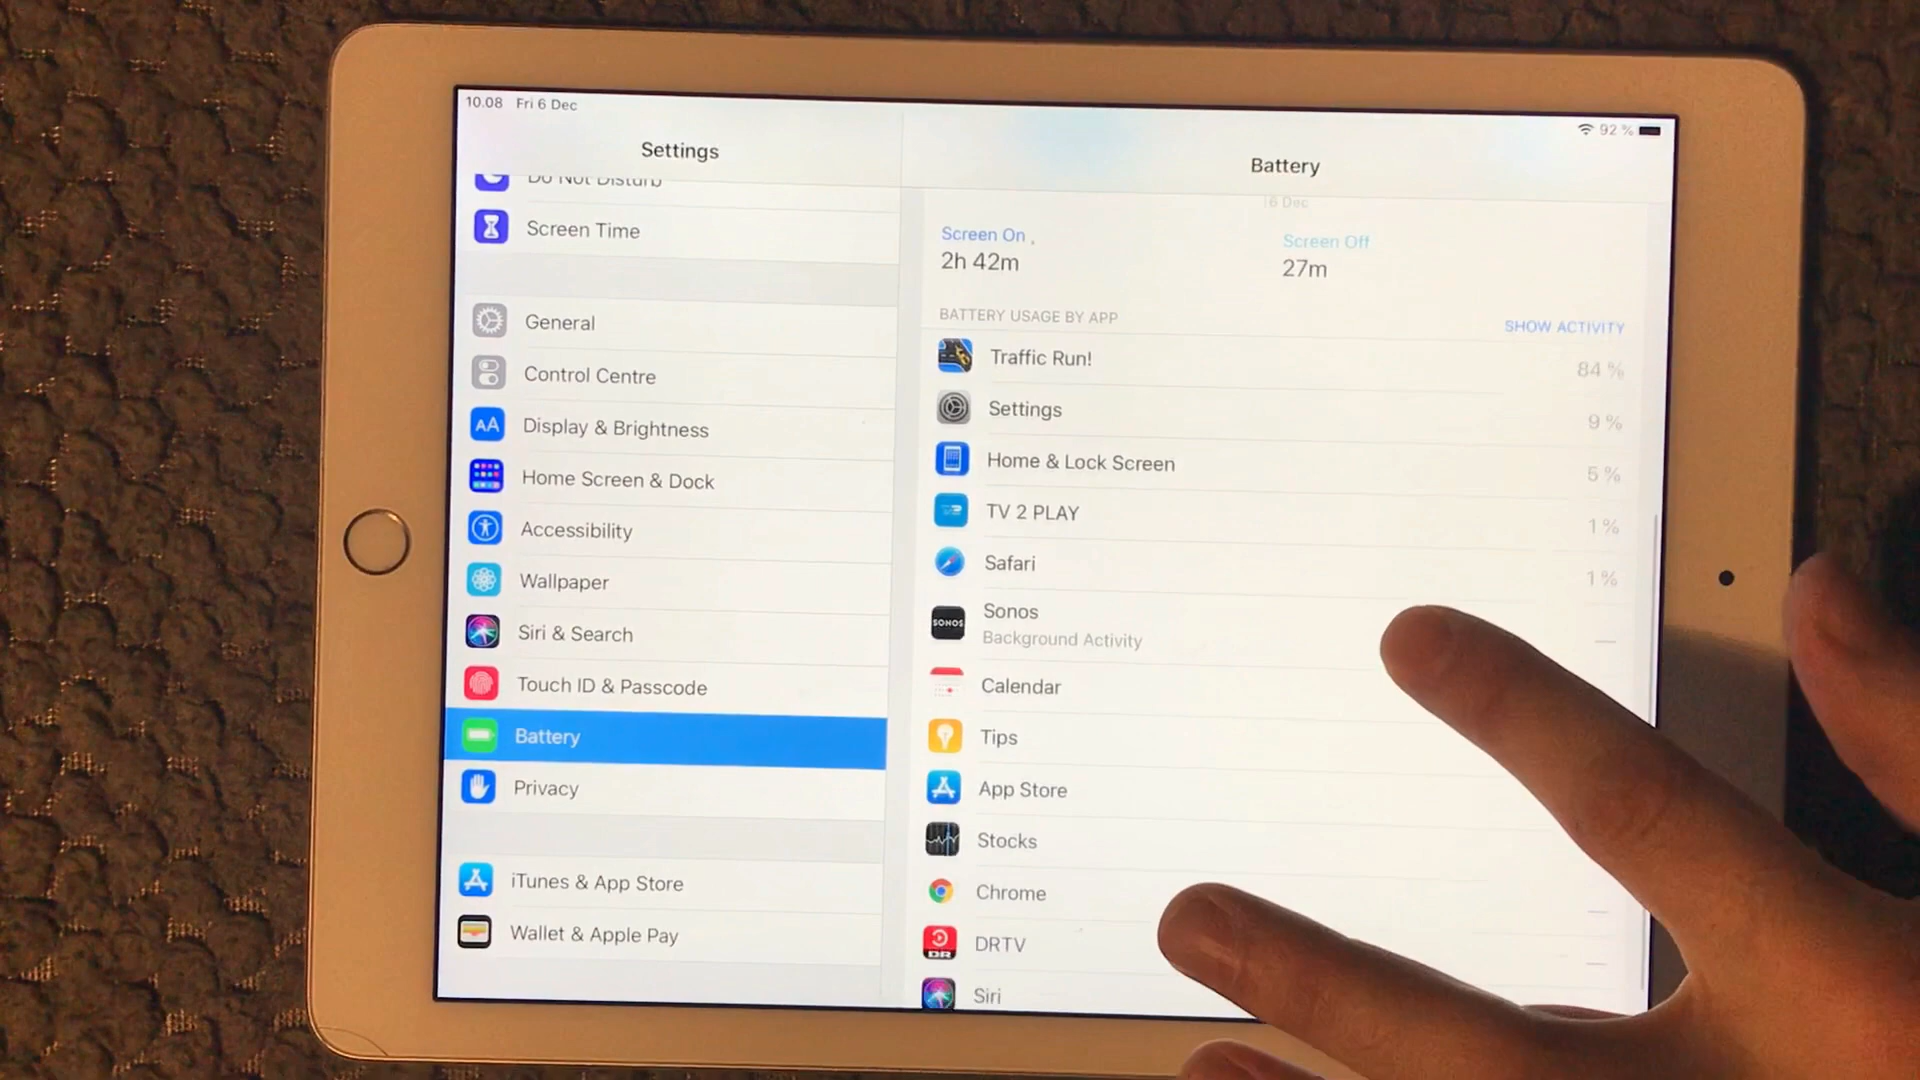 10.08 Fri 6 Dec
92 %
Settings
Battery
Do Not Disturb
Screen Time
General
Control Centre
AA
Display & Brightness
Home Screen & Dock
Accessibility
Wallpaper
Siri & Search
Touch ID & Passcode
Battery
Privacy
iTunes & App Store
Wallet & Apple Pay
6 Dec
Screen On
Screen Off
2h 42m
27m
BATTERY USAGE BY APP
SHOW ACTIVITY
Traffic Run!
84 %
Settings
9 %
Home & Lock Screen
5 %
TV 2 PLAY
1 %
Safari
1 %
SONOS
Sonos
Background Activity
—
Calendar
Tips
App Store
Stocks
Chrome
—
DR
DRTV
—
Siri